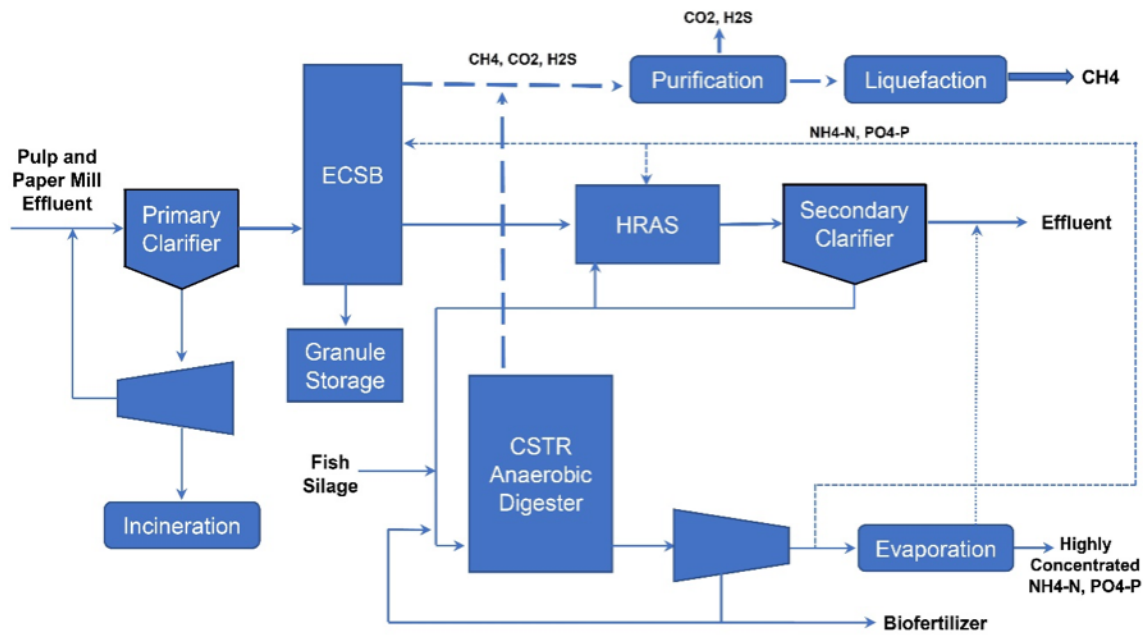 CO2, H2S
CH4, CO2, H2S
Purification
Liquefaction
CH4
NH4-N, PO4-P
Pulp and
Paper Mill
Effluent
Primary
Clarifier
ECSB
HRAS
Secondary
Clarifier
Effluent
Granule
Storage
CSTR
Anaerobic
Digester
Fish
Silage
Incineration
Evaporation
Highly
Concentrated
NH4-N, PO4-P
Biofertilizer